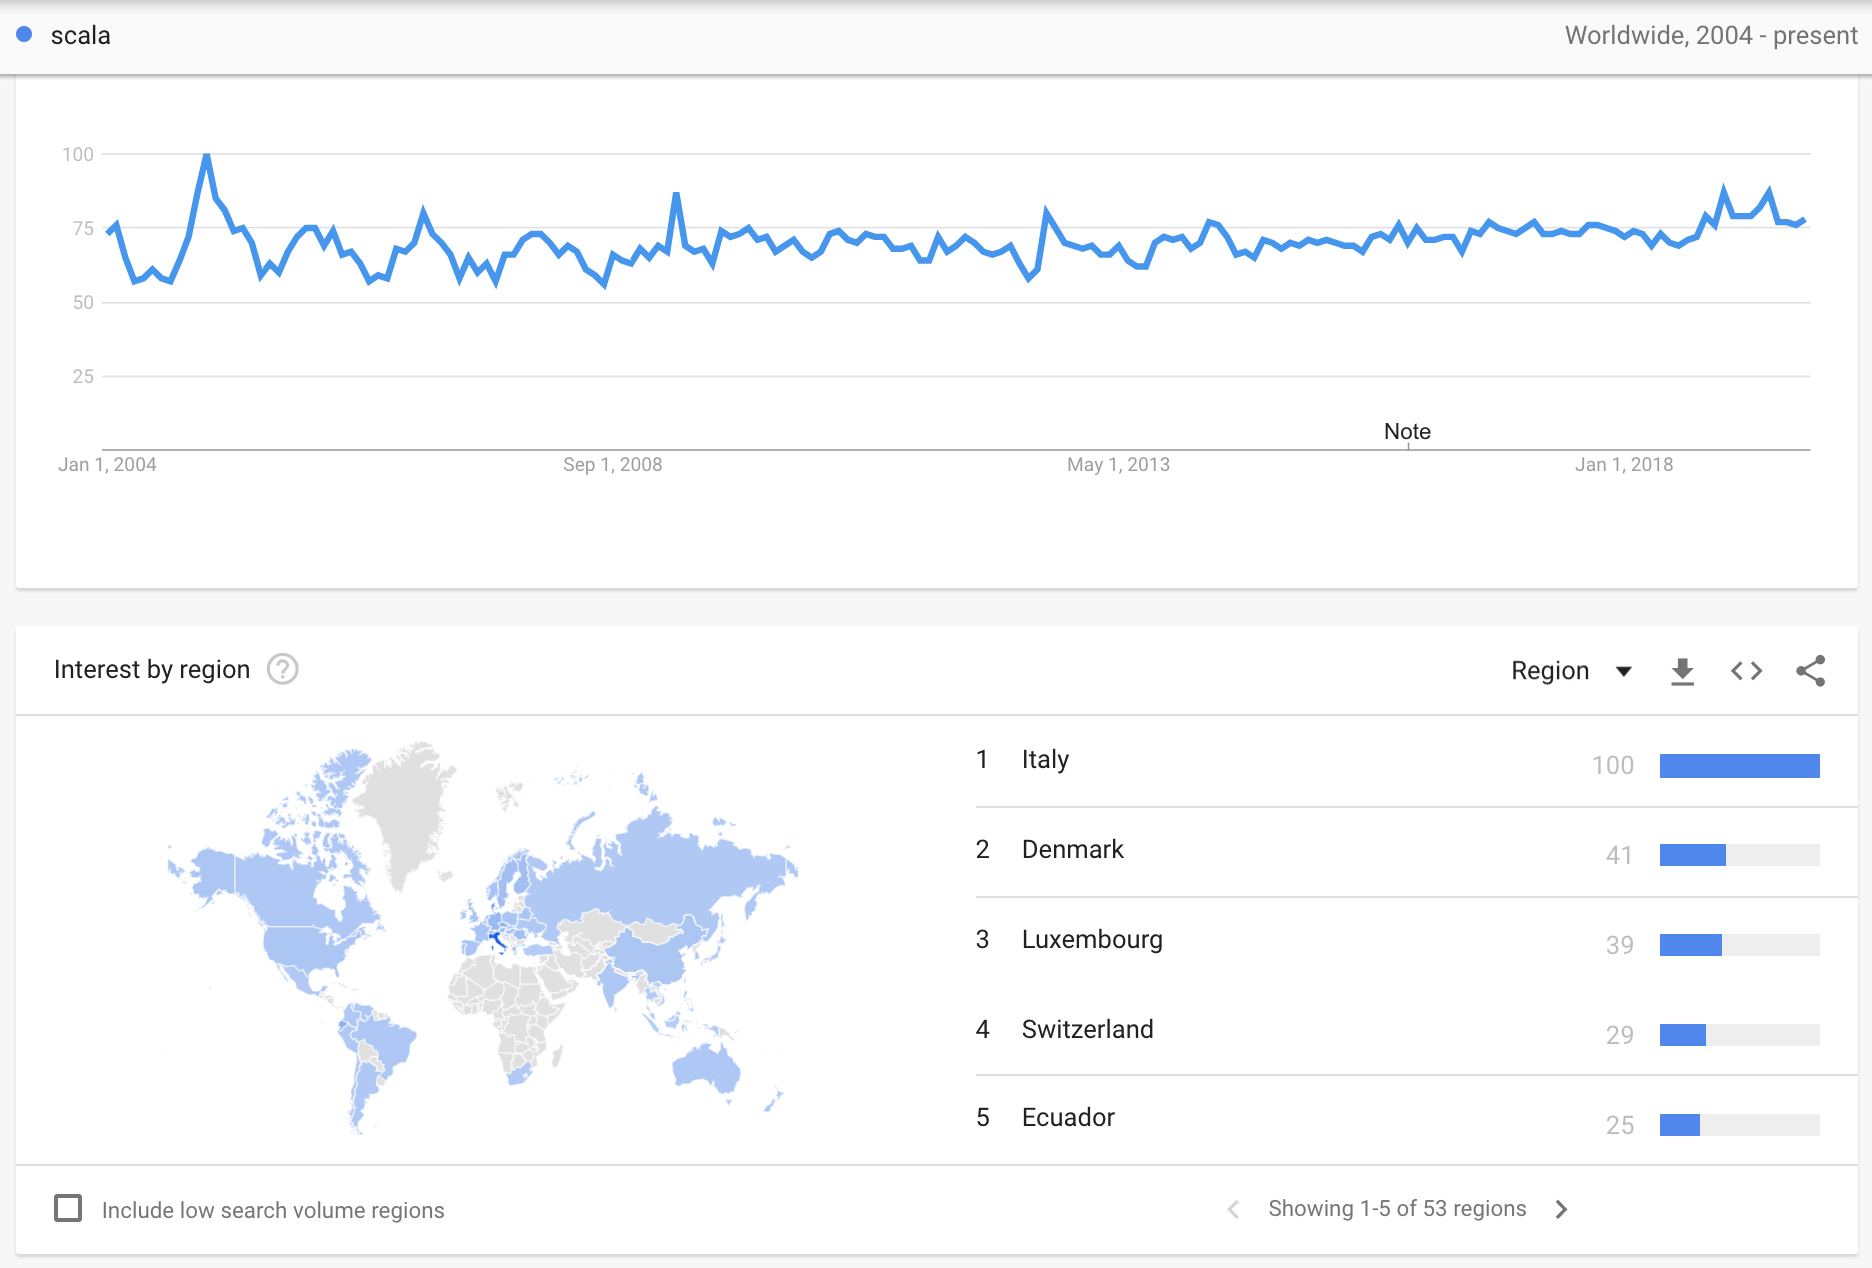 scala
Worldwide, 2004 - present
100
75
50
25
Note
Jan 1, 2004
Sep 1, 2008
May 1, 2013
Jan 1, 2018
Interest by region
Region
1 Italy 100
2 Denmark 41
3 Luxembourg 39
4 Switzerland 29
5 Ecuador 25
Include low search volume regions
Showing 1-5 of 53 regions